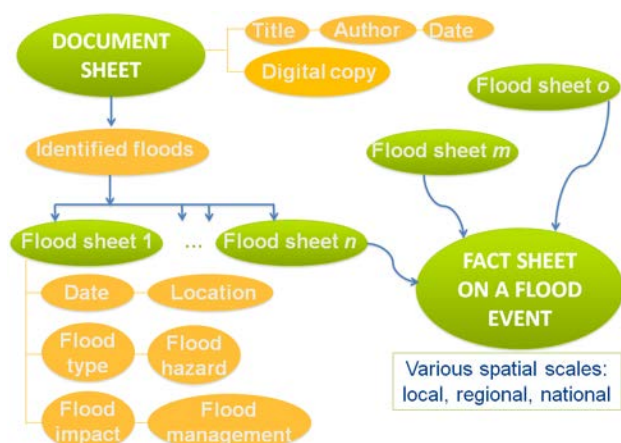 DOCUMENT
SHEET
Title
Author
Date
Digital copy
Flood sheet o
Identified floods
Flood sheet m
Flood sheet 1
...
Flood sheet n
FACT SHEET
ON A FLOOD
EVENT
Date
Location
Flood
type
Flood
hazard
Various spatial scales:
local, regional, national
Flood
impact
Flood
management